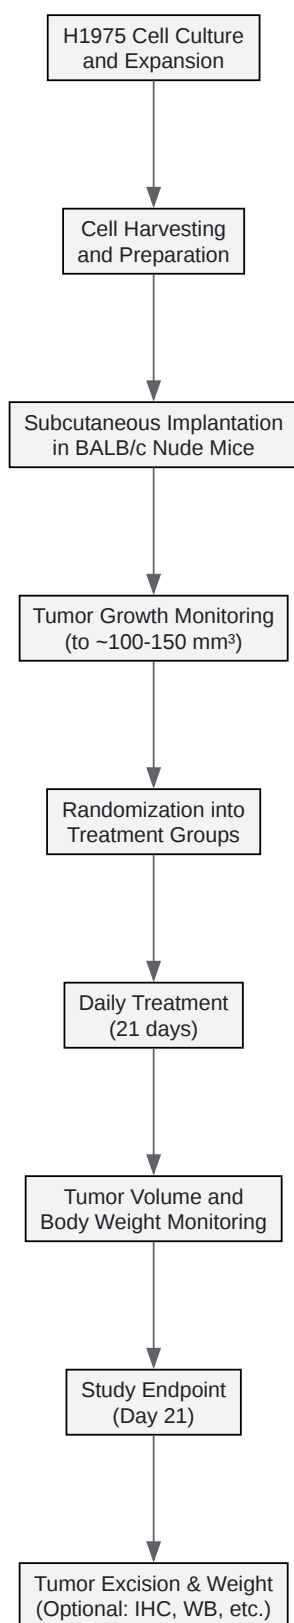 H1975 Cell Culture
and Expansion
Cell Harvesting
and Preparation
Subcutaneous Implantation
in BALB/c Nude Mice
Tumor Growth Monitoring
(to ~100-150 mm³)
Randomization into
Treatment Groups
Daily Treatment
(21 days)
Tumor Volume and
Body Weight Monitoring
Study Endpoint
(Day 21)
Tumor Excision & Weight
(Optional: IHC, WB, etc.)